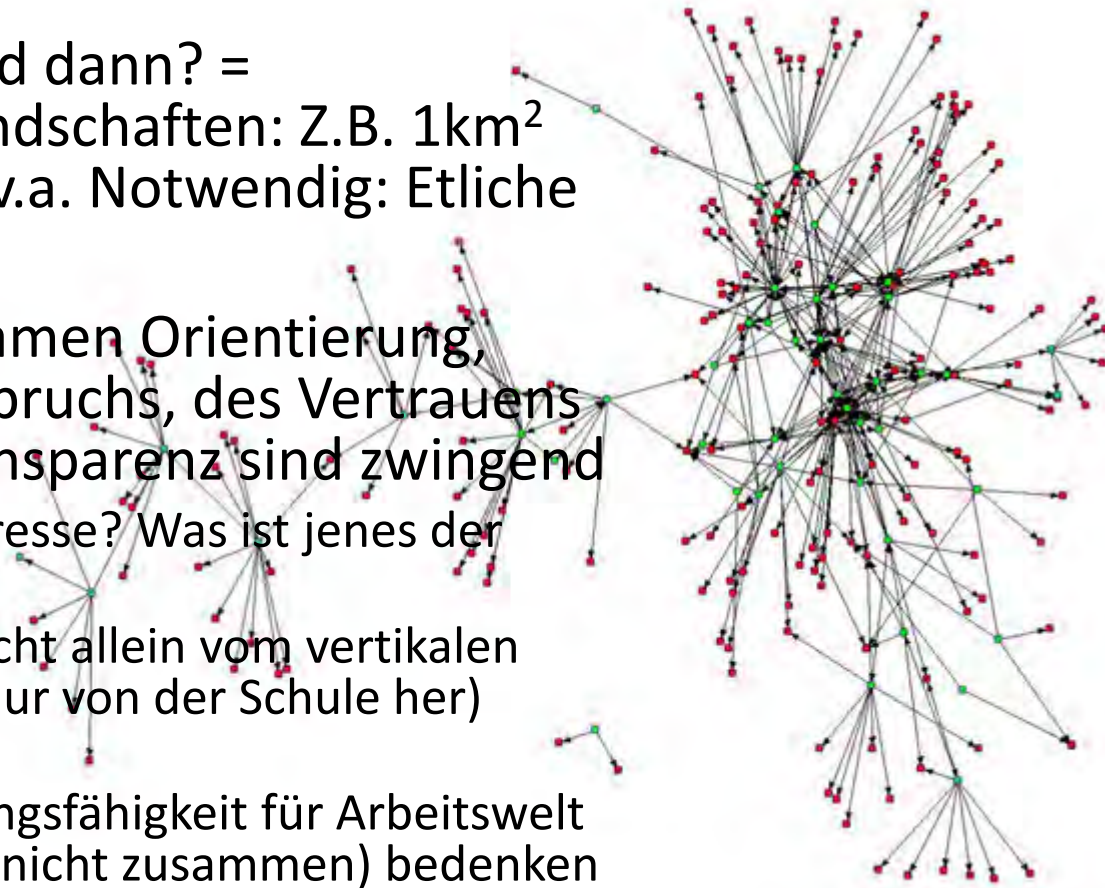 d dann? =
ndschaften: Z.B. 1km²
v.a. Notwendig: Etliche
mmen Orientierung,
pruchs, des Vertrauens
nsparenz sind zwingend
resse? Was ist jenes der
cht allein vom vertikalen
ur von der Schule her)
ngsfähigkeit für Arbeitswelt
nicht zusammen) bedenken